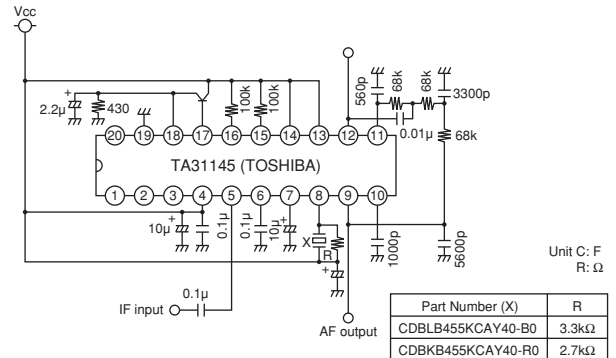 Vcc
560p
68k
68k
3300p
100k
100k
2.2μ
+
430
0.01μ
68k
20 19 18 17 16 15 14 13 12 11
TA31145 (TOSHIBA)
1 2 3 4 5 6 7 8 9 10
10μ
+
0.1μ
0.1μ
10μ
+
X
R
+
1000p
5600p
Unit C: F
R: Ω
0.1μ
IF input
AF output
Part Number (X) R
CDBLB455KCAY40-B0 3.3kΩ
CDBKB455KCAY40-R0 2.7kΩ